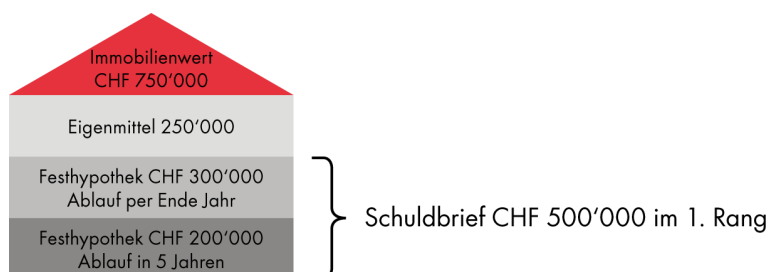 Immobilienwert
CHF 750‘000
Eigenmittel 250‘000
Festhypothek CHF 300‘000
Ablauf per Ende Jahr
Schuldbrief CHF 500‘000 im 1. Rang
Festhypothek CHF 200‘000
Ablauf in 5 Jahren